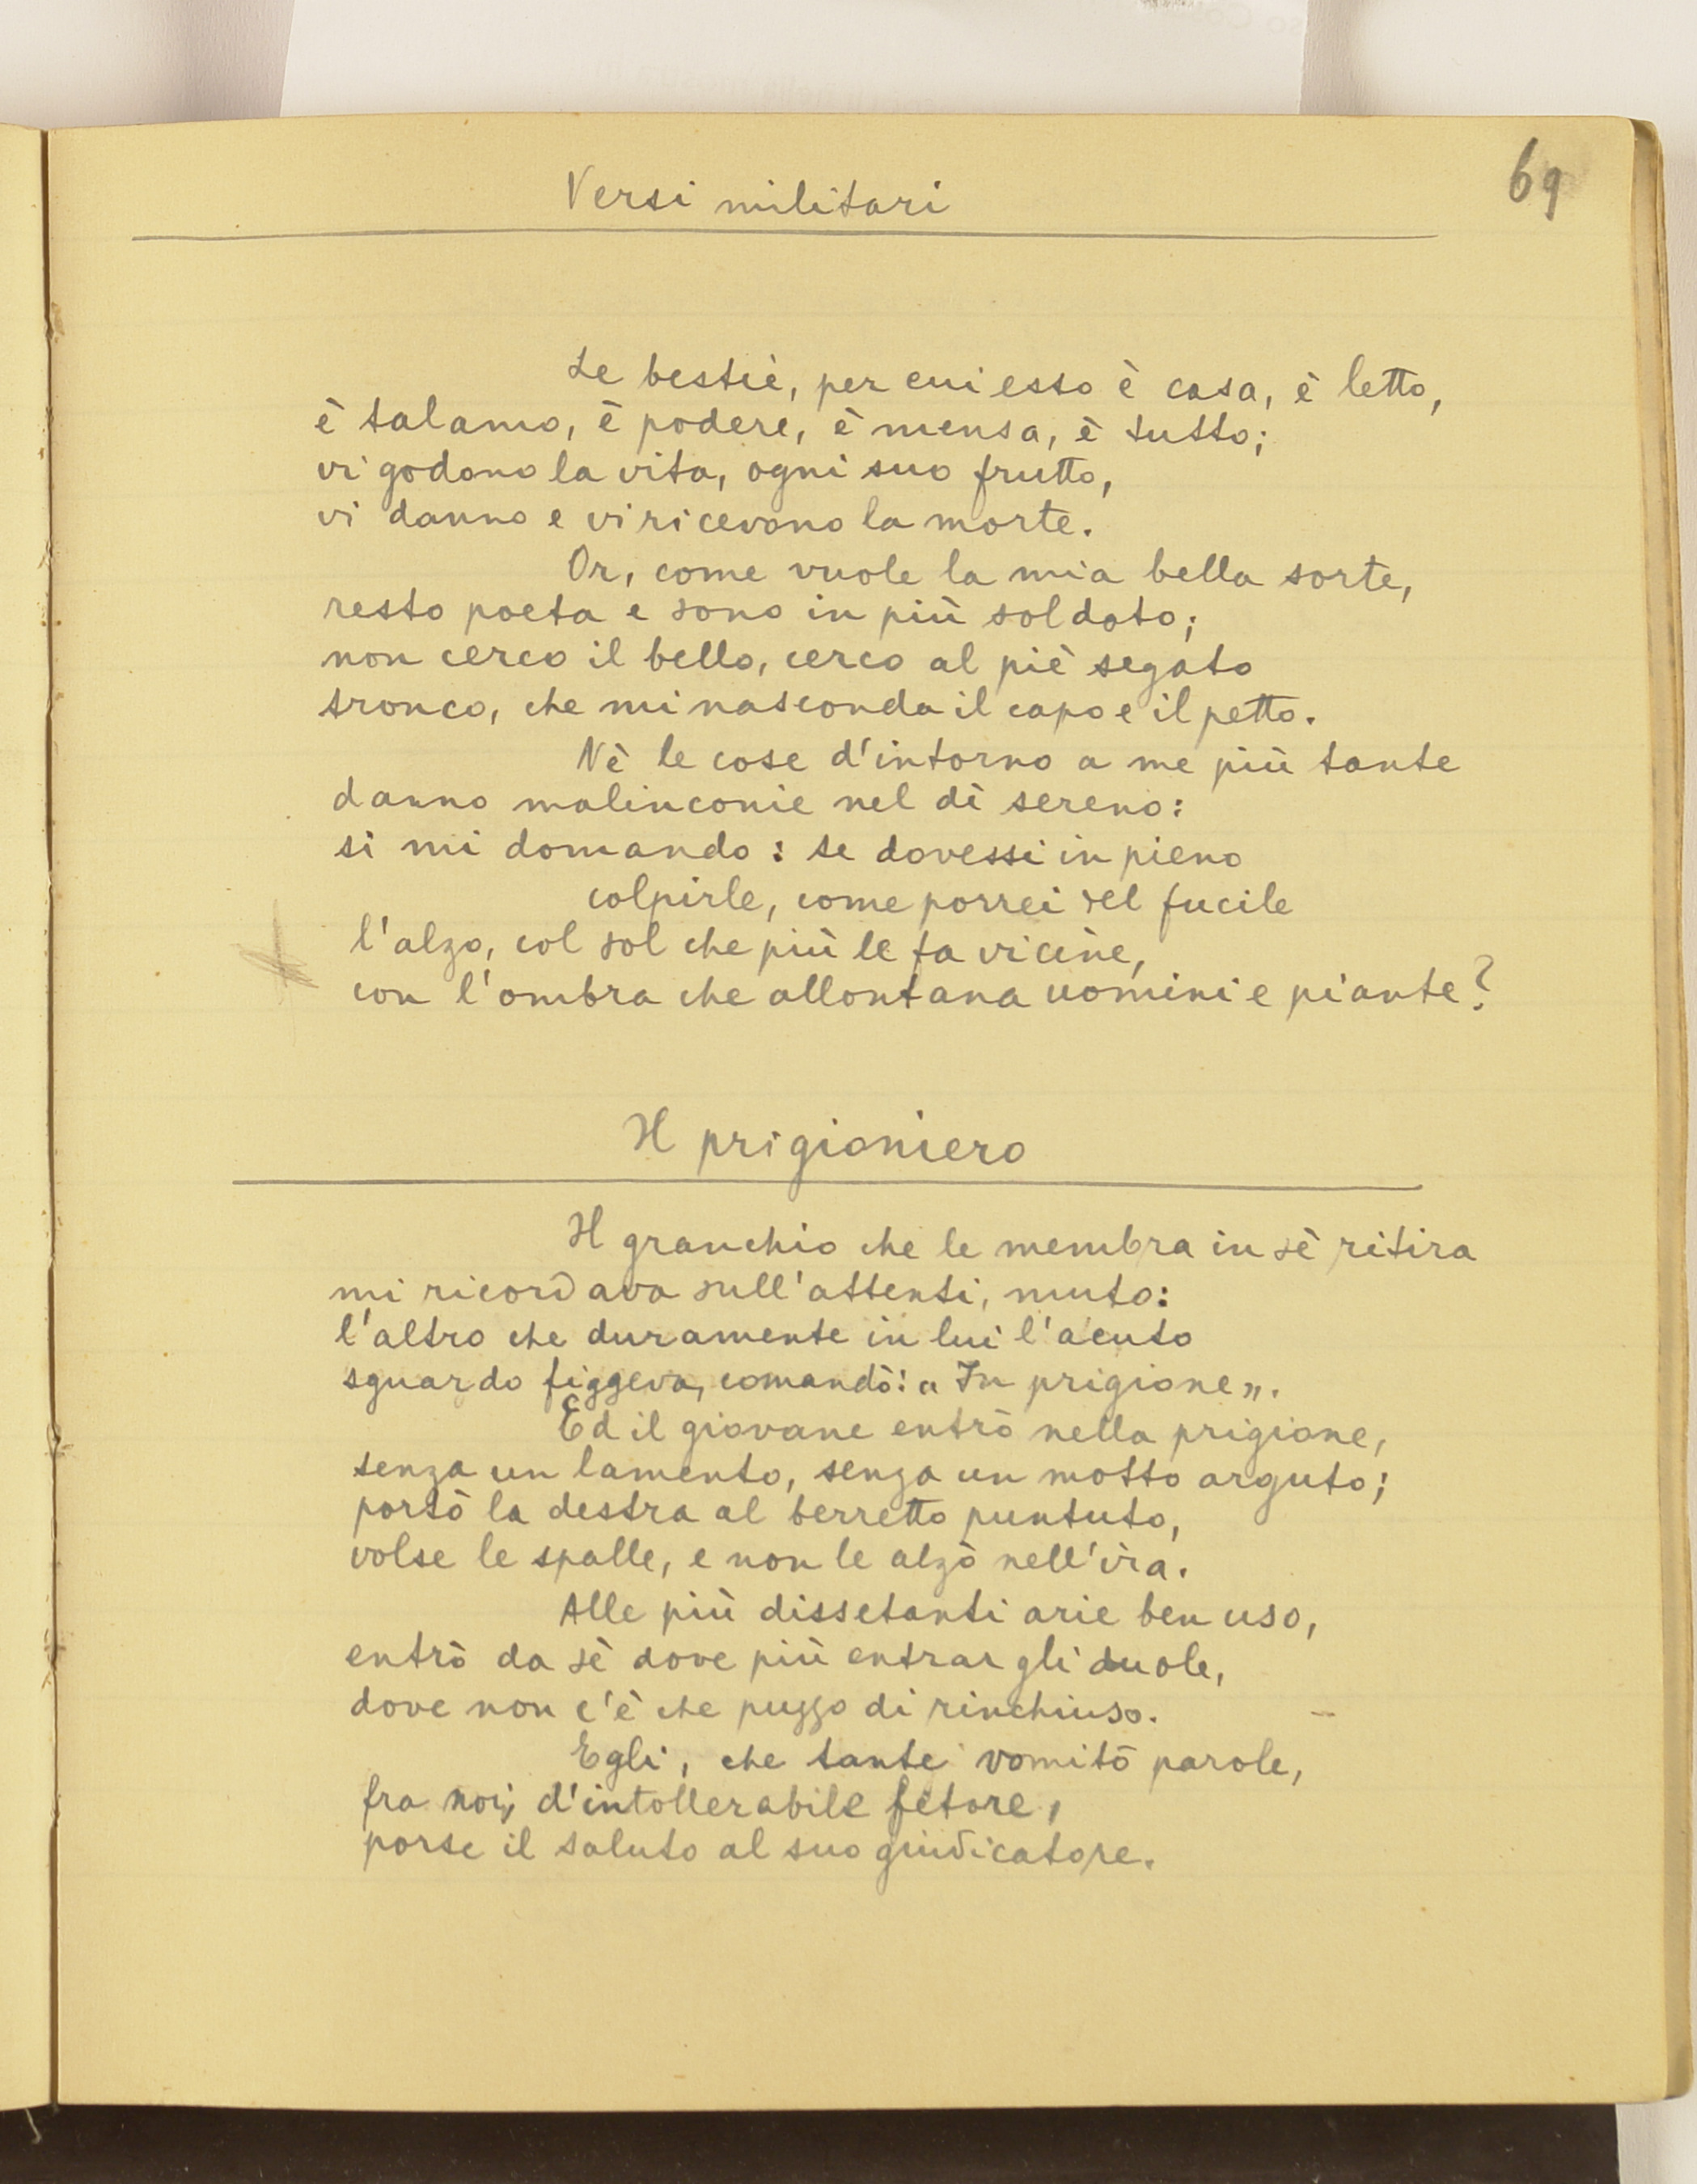 Versi militari
69
Le bestie, per cui esso è casa, è letto,
è talamo, è podere, è mensa, è tutto;
vi godono la vita, ogni suo frutto,
vi danno e vi ricevono la morte.
Or, come vuole la mia bella sorte,
resto poeta e sono in più soldato;
non cerco il bello, cerco al piè segato
tronco, che mi nasconda il capo e il petto.
Nè le cose d'intorno a me più tante
danno malinconie nel dì sereno:
si mi domando: se dovessi in pieno
colpirle, come porrei del fucile
l'alzo, col sol che più le fa vicine,
con l'ombra che allontana uomini e piante?
Il prigioniero
Il granchio che le membra in sè ritira
mi ricordava sull'attenti, muto:
l'altro che duramente in lui l'acuto
sguardo figgeva, comandò: « In prigione ».
Ed il giovane entrò nella prigione,
senza un lamento, senza un motto arguto;
portò la destra al berretto puntuto,
volse le spalle, e non le alzò nell'ira.
Alle più dissetanti arie ben uso,
entrò da sè dove più entrar gli duole,
dove non c'è che puzzo di rinchiuso.
Egli, che tante vomitò parole,
fra noi, d'intollerabile fetore,
porse il saluto al suo giudicatore.